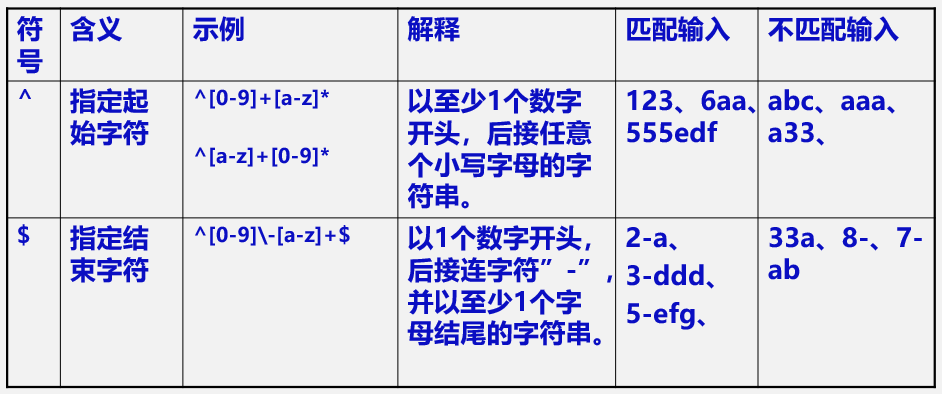 符号
含义
示例
解释
匹配输入
不匹配输入
^
指定起
始字符
^[0-9]+[a-z]*
^[a-z]+[0-9]*
以至少1个数字
开头，后接任意
个小写字母的字
符串。
123、6aa、
555edf
abc、aaa、
a33、
$
指定结
束字符
^[0-9]\-[a-z]+$
以1个数字开头，
后接连字符”-”，
并以至少1个字
母结尾的字符串。
2-a、
3-ddd、
5-efg、
33a、8-、7-
ab